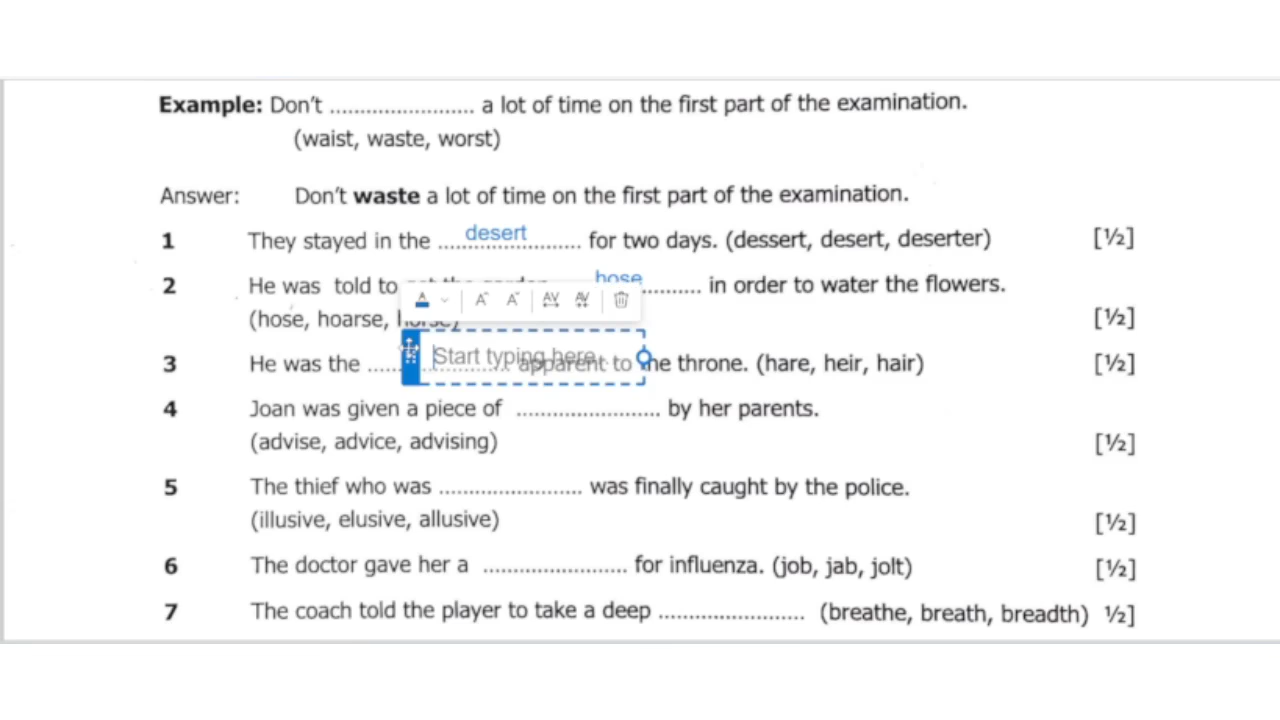 Example: Don't ........................ a lot of time on the first part of the examination.
(waist, waste, worst)
Answer: Don't waste a lot of time on the first part of the examination.
1 They stayed in the ........desert........ for two days. (dessert, desert, deserter) [½]
2 He was told to get the garden hose.......... in order to water the flowers.
(hose, hoarse, horse) [½]
3 He was the ........................ apparent to the throne. (hare, heir, hair) [½]
Start typing here...
4 Joan was given a piece of ........................ by her parents.
(advise, advice, advising) [½]
5 The thief who was ........................ was finally caught by the police.
(illusive, elusive, allusive) [½]
6 The doctor gave her a ........................ for influenza. (job, jab, jolt) [½]
7 The coach told the player to take a deep ........................ (breathe, breath, breadth) ½]